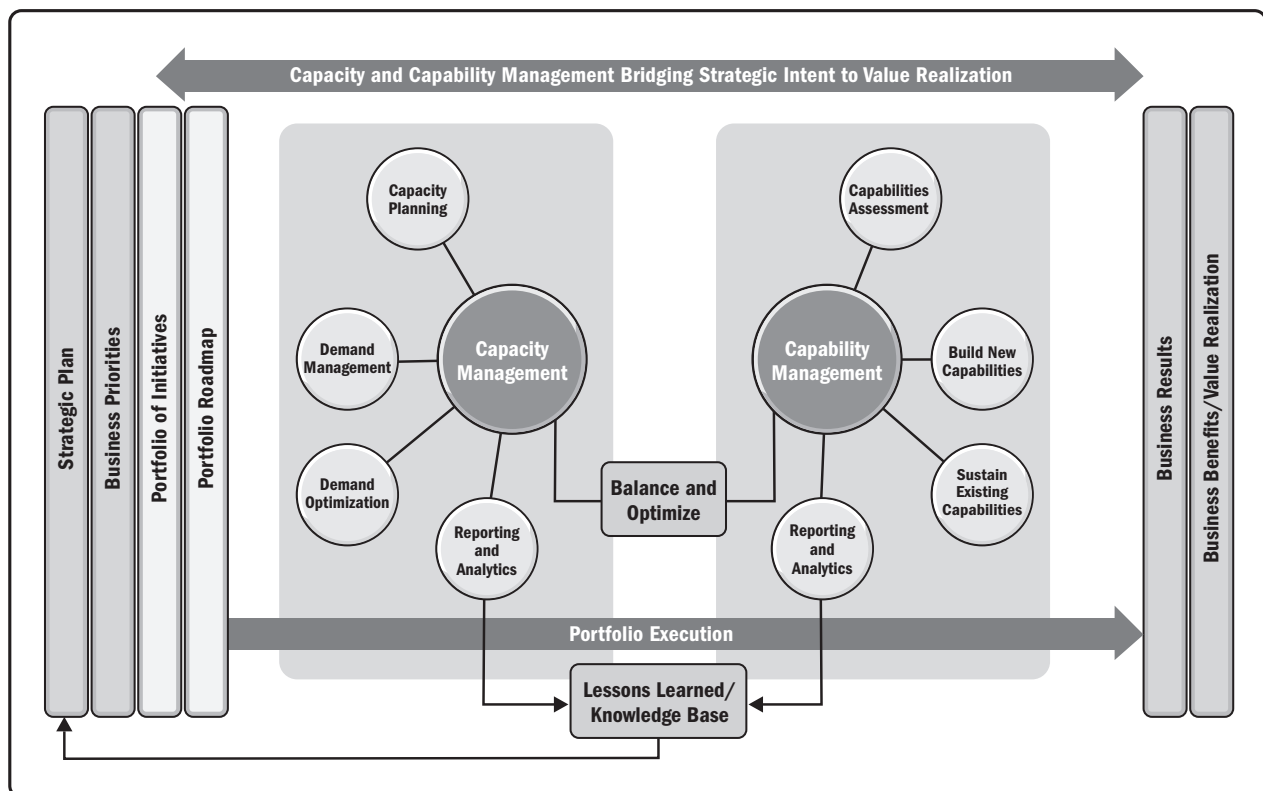 Capacity and Capability Management Bridging Strategic Intent to Value Realization
Strategic Plan
Business Priorities
Portfolio of Initiatives
Portfolio Roadmap
Capacity
Planning
Demand
Management
Demand
Optimization
Reporting
and
Analytics
Capacity
Management
Balance and
Optimize
Capabilities
Assessment
Capability
Management
Build New
Capabilities
Sustain
Existing
Capabilities
Reporting
and
Analytics
Portfolio Execution
Lessons Learned/
Knowledge Base
Business Results
Business Benefits/Value Realization